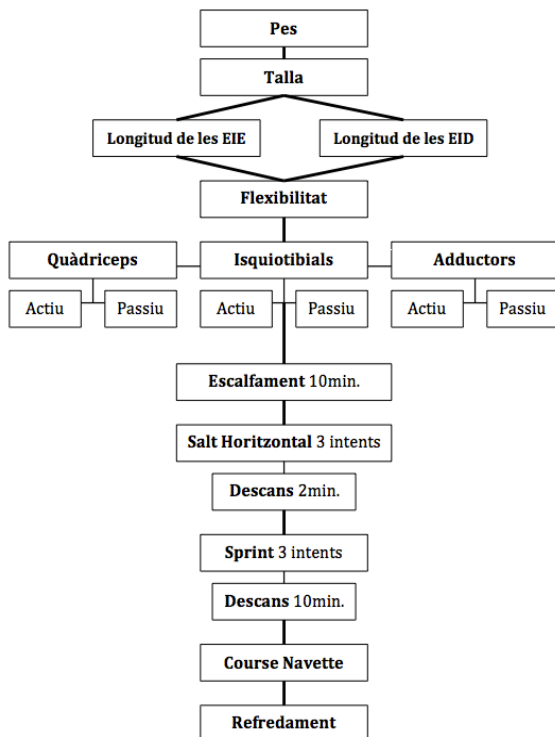 Pes
Talla
Longitud de les EIE
Longitud de les EID
Flexibilitat
Quàdriceps
Isquiotibials
Adductors
Actiu
Passiu
Actiu
Passiu
Actiu
Passiu
Escalfament 10min.
Salt Horitzontal 3 intents
Descans 2min.
Sprint 3 intents
Descans 10min.
Course Navette
Refredament